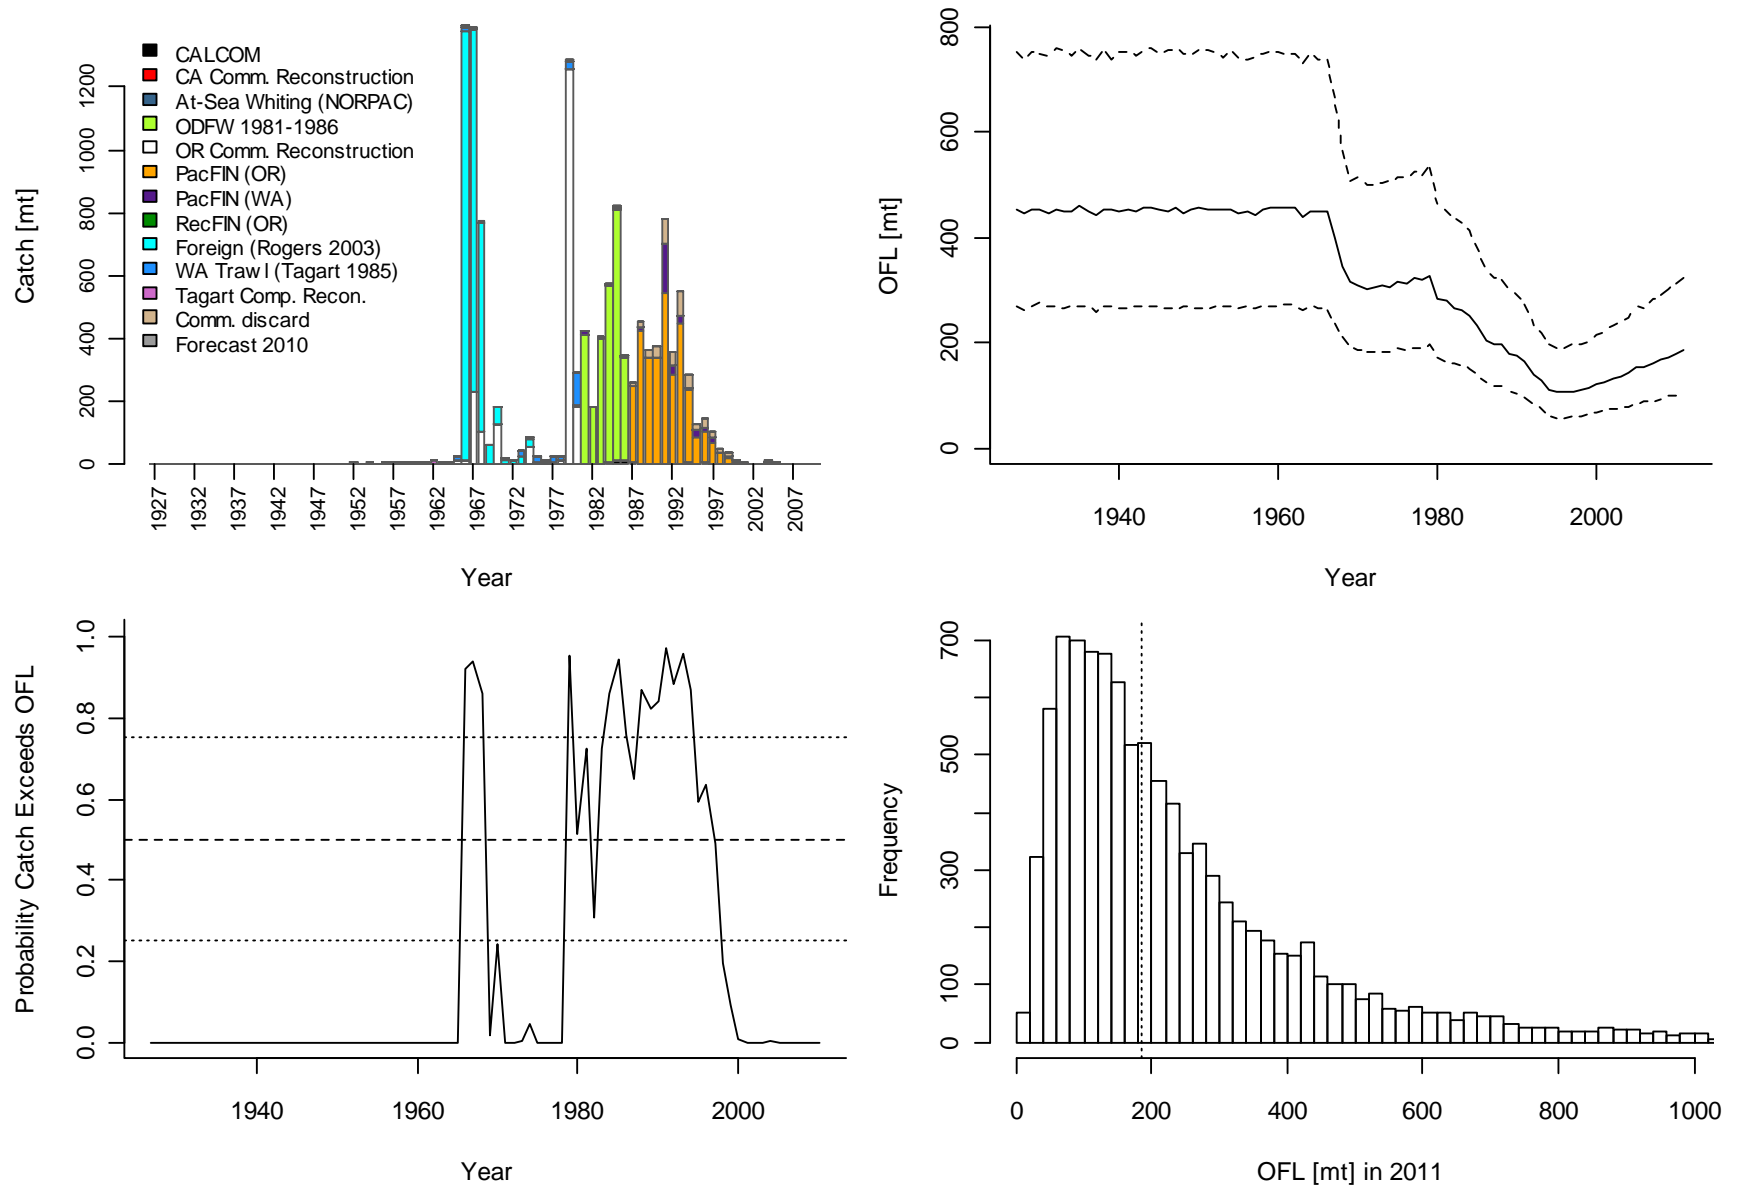 CALCOM
CA Comm. Reconstruction
At-Sea Whiting (NORPAC)
ODFW 1981-1986
OR Comm. Reconstruction
PacFIN (OR)
PacFIN (WA)
RecFIN (OR)
Foreign (Rogers 2003)
WA Trawl (Tagart 1985)
Tagart Comp. Recon.
Comm. discard
Forecast 2010
Catch [mt]
0 200 400 600 800 1000 1200
1927 1932 1937 1942 1947 1952 1957 1962 1967 1972 1977 1982 1987 1992 1997 2002 2007
Year
OFL [mt]
0 200 400 600 800
1940 1960 1980 2000
Year
Probability Catch Exceeds OFL
0.0 0.2 0.4 0.6 0.8 1.0
1940 1960 1980 2000
Year
Frequency
0 100 300 500 700
0 200 400 600 800 1000
OFL [mt] in 2011